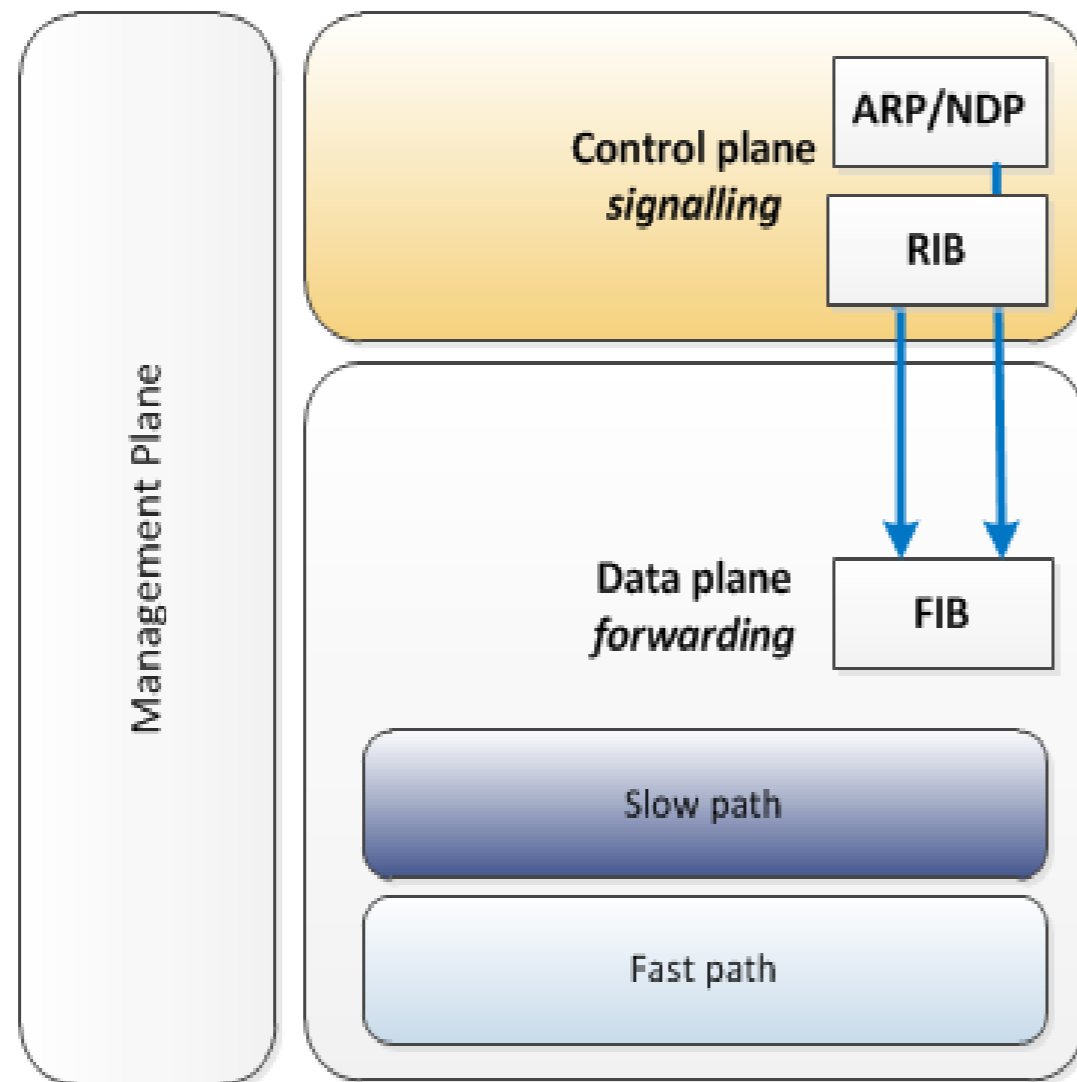 Management Plane
Control plane
signalling
ARP/NDP
RIB
Data plane
forwarding
FIB
Slow path
Fast path